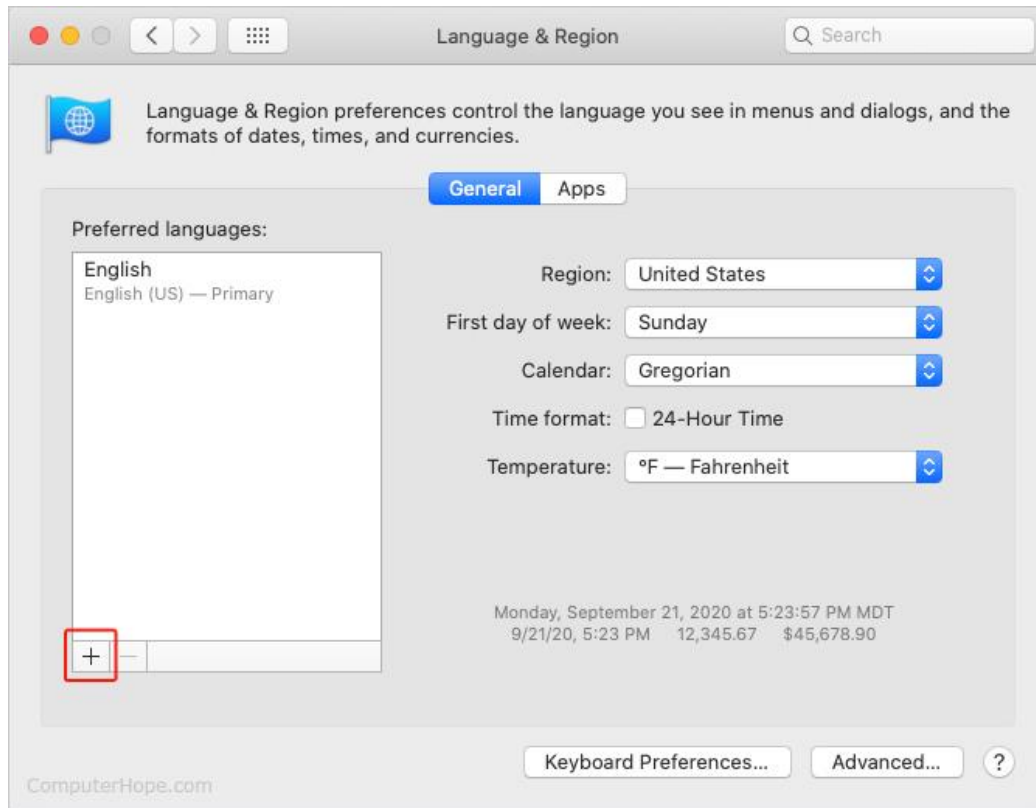 Language & Region
Search
Language & Region preferences control the language you see in menus and dialogs, and the
formats of dates, times, and currencies.
General Apps
Preferred languages:
English
English (US) — Primary
Region: United States
First day of week: Sunday
Calendar: Gregorian
Time format: 24-Hour Time
Temperature: °F — Fahrenheit
Monday, September 21, 2020 at 5:23:57 PM MDT
9/21/20, 5:23 PM 12,345.67 $45,678.90
+ −
Keyboard Preferences... Advanced... ?
ComputerHope.com